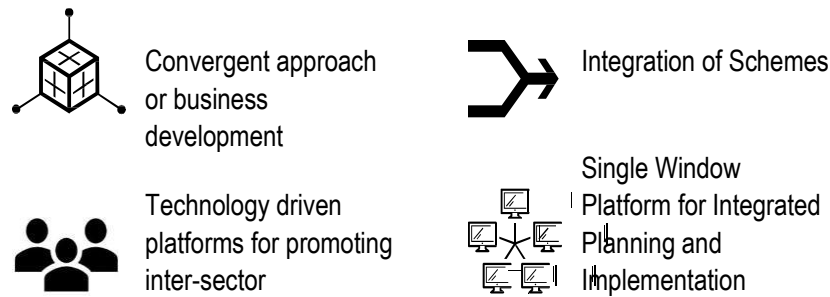 Convergent approach
or business
development
Integration of Schemes
Technology driven
platforms for promoting
inter-sector
Single Window
Platform for Integrated
Planning and
Implementation